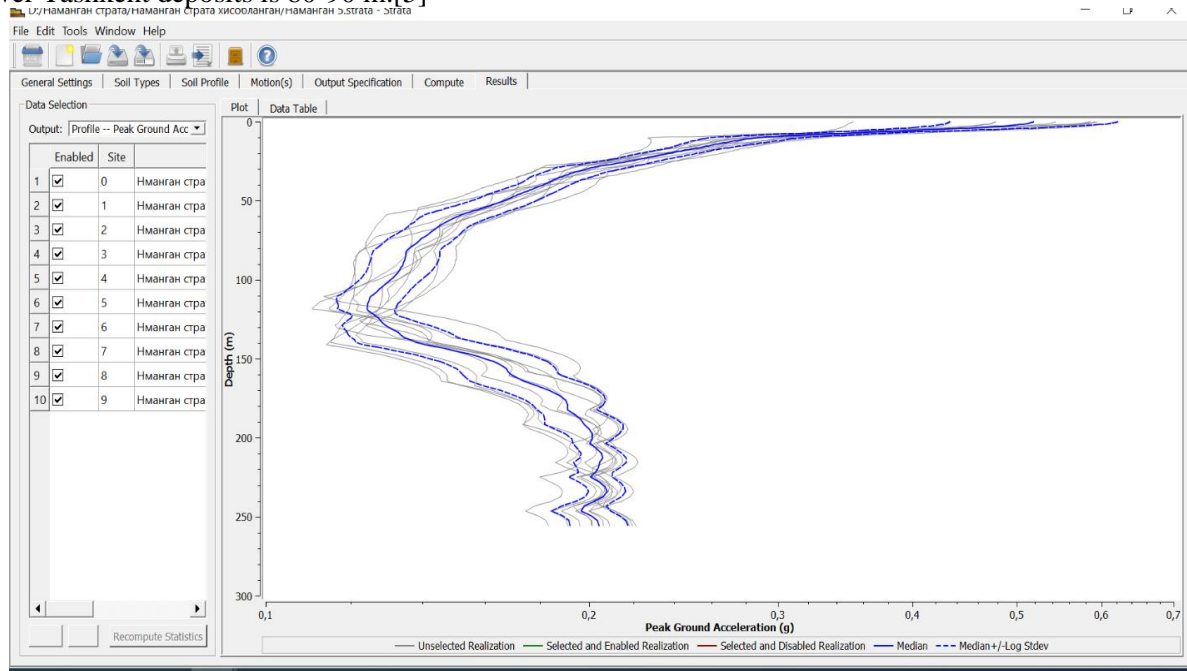 Tashkent deposits is 80-90 m.[5]
D:/Наманган страта/Наманган страта хисобланган/Наманган 5.strata - Strata
File Edit Tools Window Help
General Settings Soil Types Soil Profile Motion(s) Output Specification Compute Results
Data Selection
Output: Profile -- Peak Ground Acc
Enabled Site
1 0 Нманган стра
2 1 Нманган стра
3 2 Нманган стра
4 3 Нманган стра
5 4 Нманган стра
6 5 Нманган стра
7 6 Нманган стра
8 7 Нманган стра
9 8 Нманган стра
10 9 Нманган стра
Recompute Statistics
Plot Data Table
0
50
100
150
200
250
300
Depth (m)
0,1 0,2 0,3 0,4 0,5 0,6 0,7
Peak Ground Acceleration (g)
Unselected Realization Selected and Enabled Realization Selected and Disabled Realization Median Median+/-Log Stdev